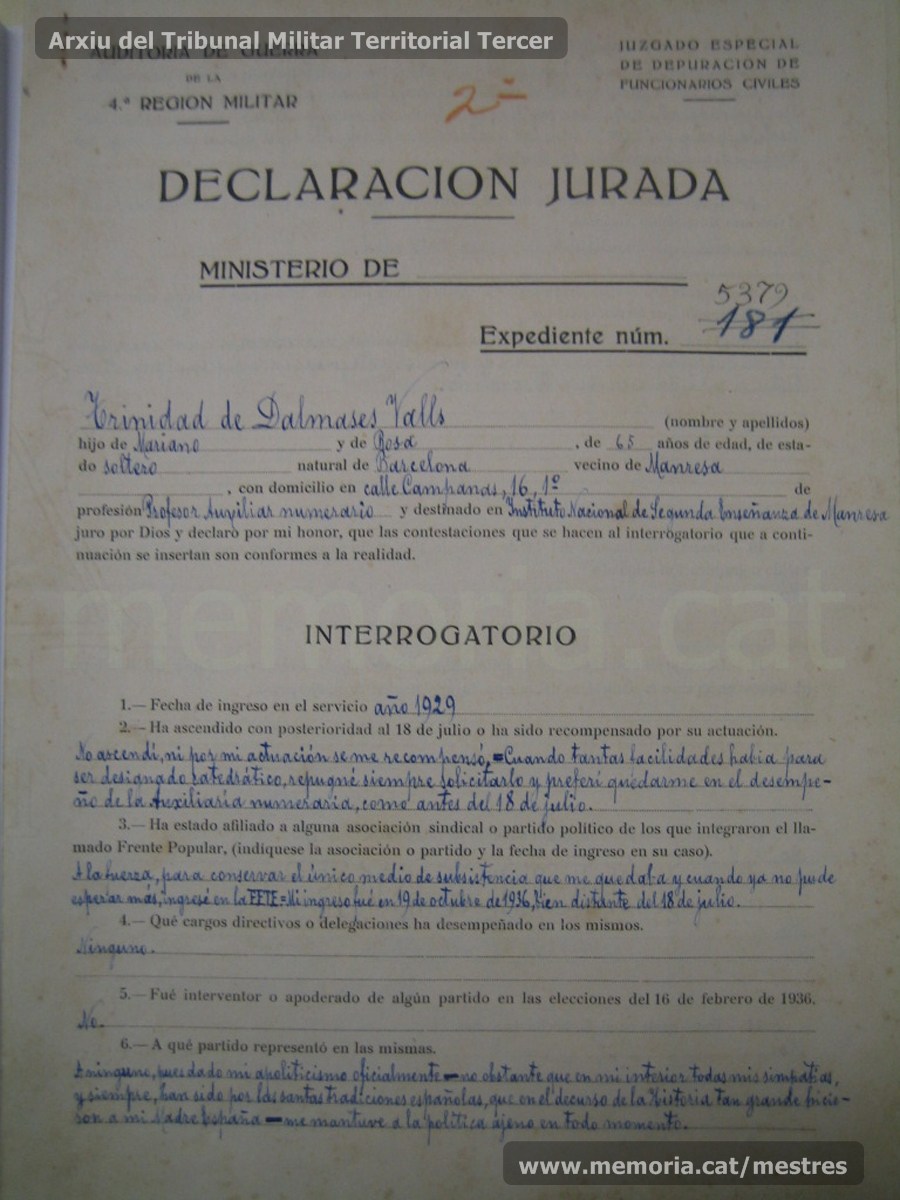 Arxiu del Tribunal Militar Territorial Tercer
AUDITORIA DE GUERRA
DE LA
4.ª REGION MILITAR
JUZGADO ESPECIAL
DE DEPURACION DE
FUNCIONARIOS CIVILES
2=
DECLARACION JURADA
MINISTERIO DE
5379
Expediente núm. 181
Trinidad de Dalmases Valls (nombre y apellidos)
hijo de Mariano y de Rosa, de 65 años de edad, de esta-
do soltero natural de Barcelona vecino de Manresa
, con domicilio en calle Campanas, 16, 1º de
profesión Profesor Auxiliar numerario y destinado en Instituto Nacional de Segunda Enseñanza de Manresa
juro por Dios y declaro por mi honor, que las contestaciones que se hacen al interrogatorio que a conti-
nuación se insertan son conformes a la realidad.
memoria.cat
INTERROGATORIO
1.— Fecha de ingreso en el servicio año 1929
2.— Ha ascendido con posterioridad al 18 de julio o ha sido recompensado por su actuación.
No ascendí, ni por mi actuación se me recompensó.=Cuando tantas facilidades habia para
ser designado catedrático, repugné siempre solicitarlo y preferí quedarme en el desempe-
ño de la Auxiliaría numeraria, como antes del 18 de julio.
3.— Ha estado afiliado a alguna asociación sindical o partido político de los que integraron el lla-
mado Frente Popular, (indíquese la asociación o partido y la fecha de ingreso en su caso).
A la fuerza, para conservar el único medio de subsistencia que me quedaba y cuando ya no pude
esperar más, ingresé en la FETE=Mi ingreso fué en 19 de octubre de 1936, bien distante del 18 de julio.
4.— Qué cargos directivos o delegaciones ha desempeñado en los mismos.
Ninguno.
5.— Fué interventor o apoderado de algún partido en las elecciones del 16 de febrero de 1936.
No.
6.— A qué partido representó en las mismas.
A ninguno, pues dado mi apoliticismo oficialmente — no obstante que en mi interior todas mis simpatías,
y siempre, han sido por las santas tradiciones españolas, que en el decurso de la Historia tan grande hicie-
ron a mi Madre España — me mantuve a la política ajeno en todo momento.
www.memoria.cat/mestres